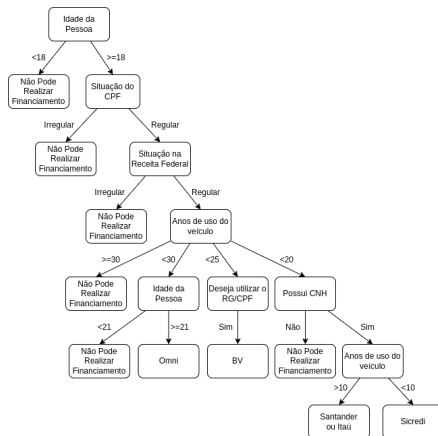 Idade da
Pessoa
<18
>=18
Não Pode
Realizar
Financiamento
Situação do
CPF
Irregular
Regular
Não Pode
Realizar
Financiamento
Situação na
Receita Federal
Irregular
Regular
Não Pode
Realizar
Financiamento
Anos de uso do
veículo
>=30
<30
<25
<20
Não Pode
Realizar
Financiamento
Idade da
Pessoa
Deseja utilizar o
RG/CPF
Possui CNH
<21
>=21
Sim
Não
Sim
Não Pode
Realizar
Financiamento
Omni
BV
Não Pode
Realizar
Financiamento
Anos de uso do
veículo
>10
<10
Santander
ou Itaú
Sicredi